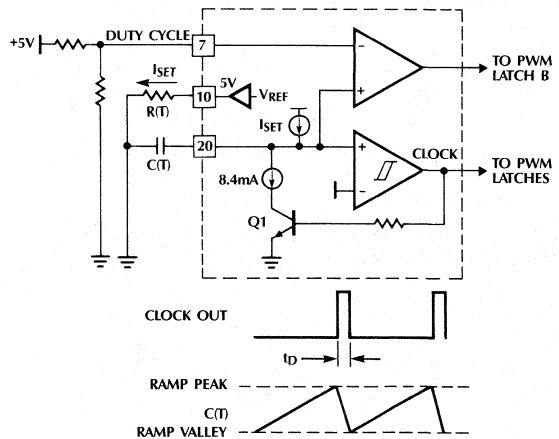 +5V
DUTY CYCLE
7
−
TO PWM
LATCH B
ISET
5V
10
VREF
R(T)
ISET
+
20
+
CLOCK
C(T)
8.4mA
−
TO PWM
LATCHES
Q1
CLOCK OUT
tD
RAMP PEAK
C(T)
RAMP VALLEY